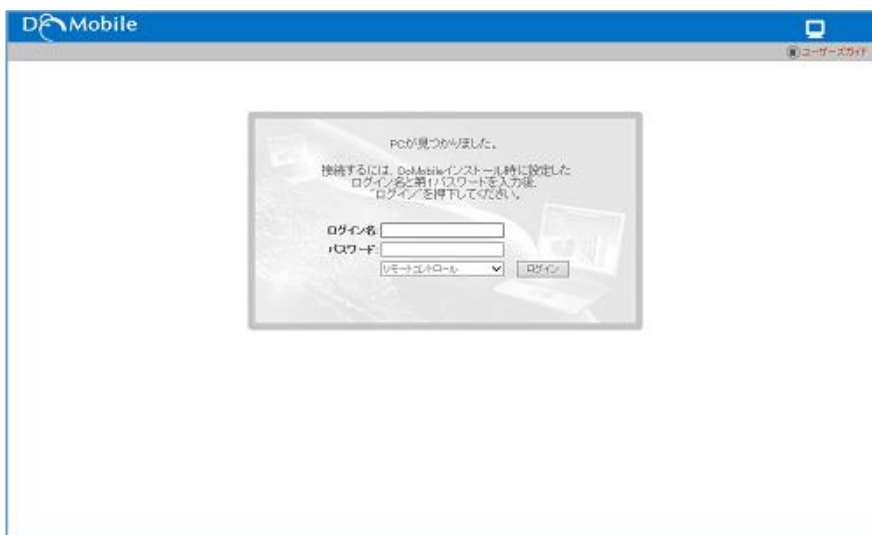 DoMobile
ユーザーズガイド
PCが見つかりました。
接続するには、DoMobileインストール時に設定した
ログイン名と第1パスワードを入力後、
"ログイン"を押下してください。
ログイン名:
パスワード:
リモートコントロール
ログイン